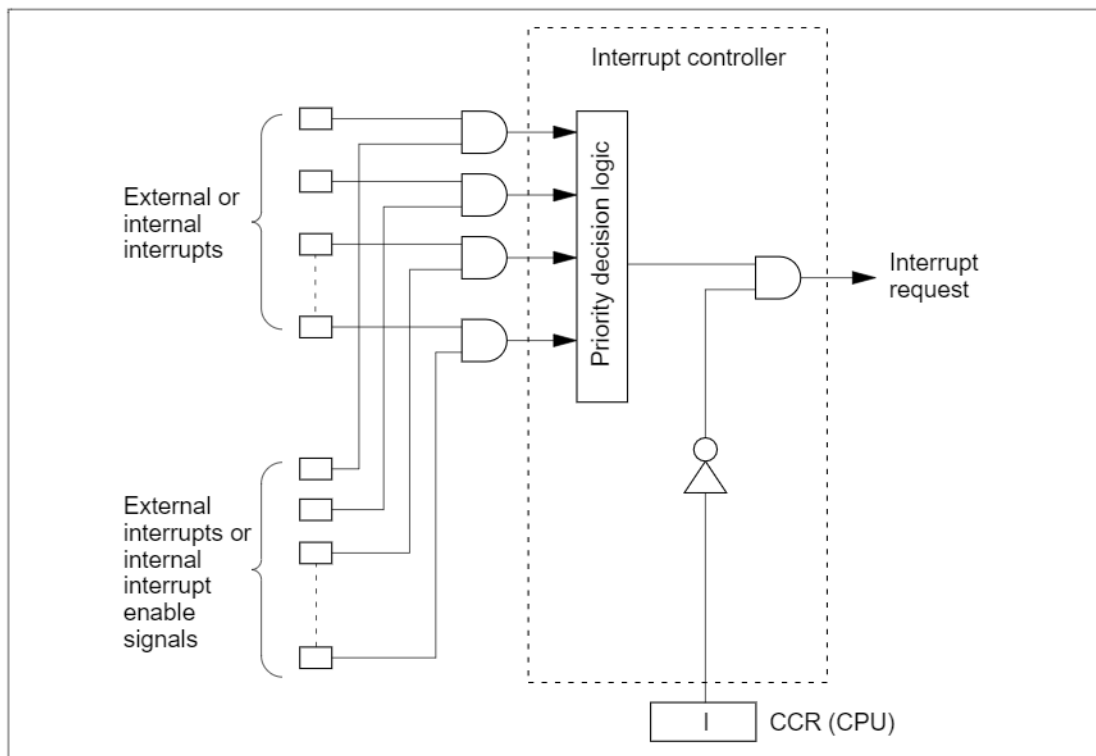 Interrupt controller
External or
internal
interrupts
Priority decision logic
Interrupt
request
External
interrupts or
internal
interrupt
enable
signals
I
CCR (CPU)